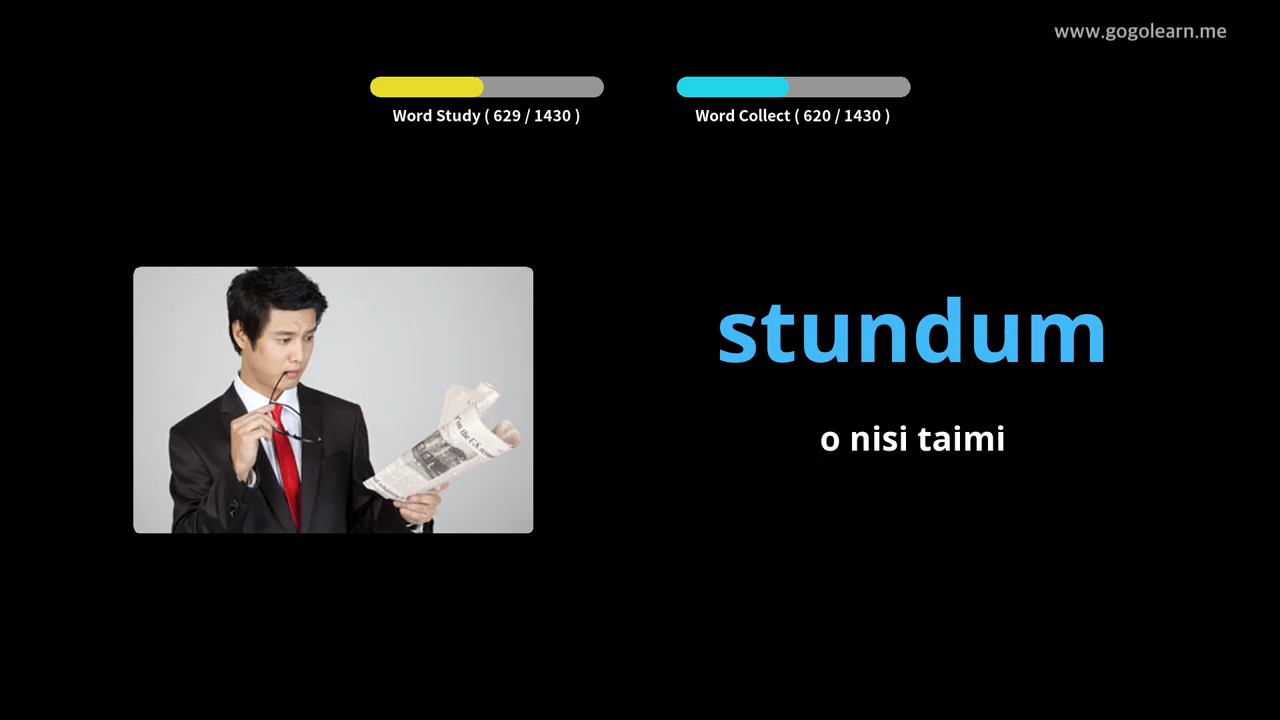 www.gogolearn.me
Word Study ( 629 / 1430 )
Word Collect ( 620 / 1430 )
stundum
o nisi taimi